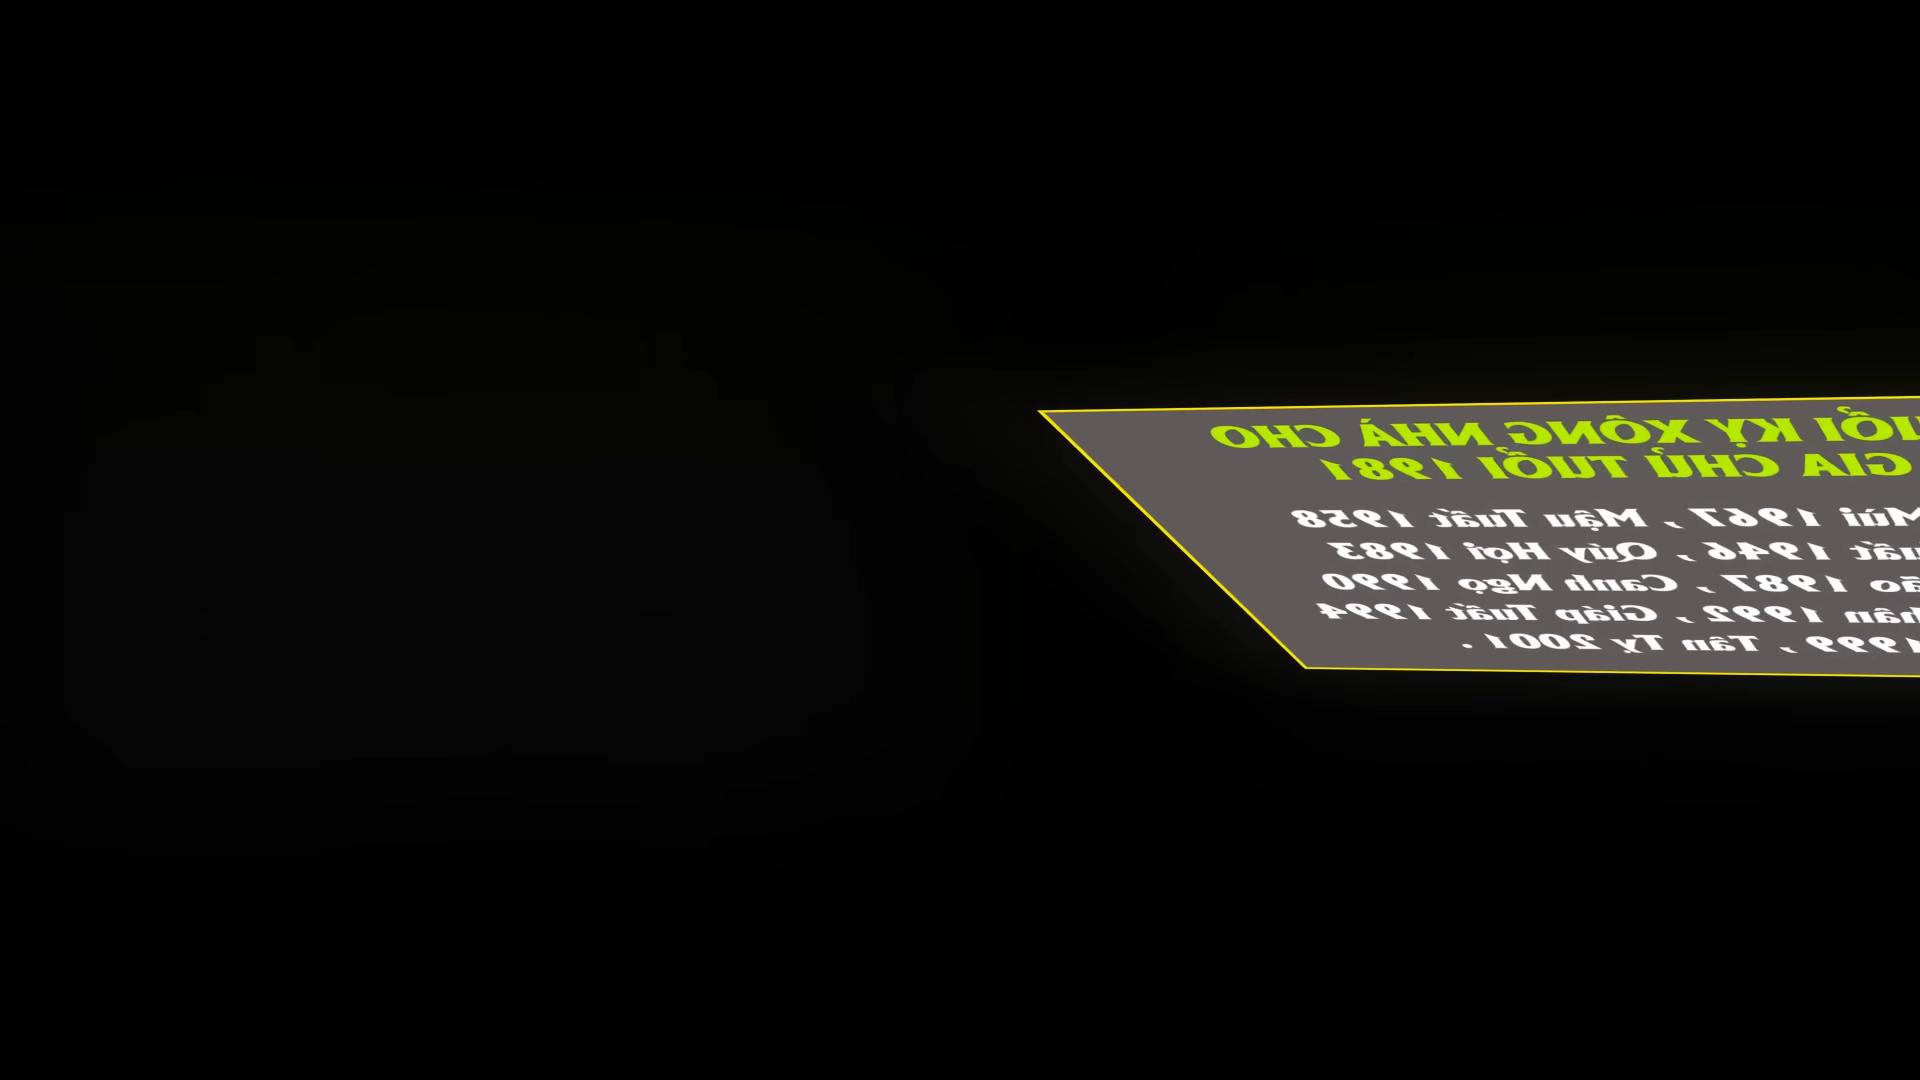 KỴ XÔNG NHÀ CHO
GIA CHỦ TUỔI 1981
Mùi 1967 , Mậu Tuất 1958
1946 , Qúy Hợi 1983
1987 , Canh Ngọ 1990
1992 , Giáp Tuất 1994
1999 , Tân Tỵ 2001 .